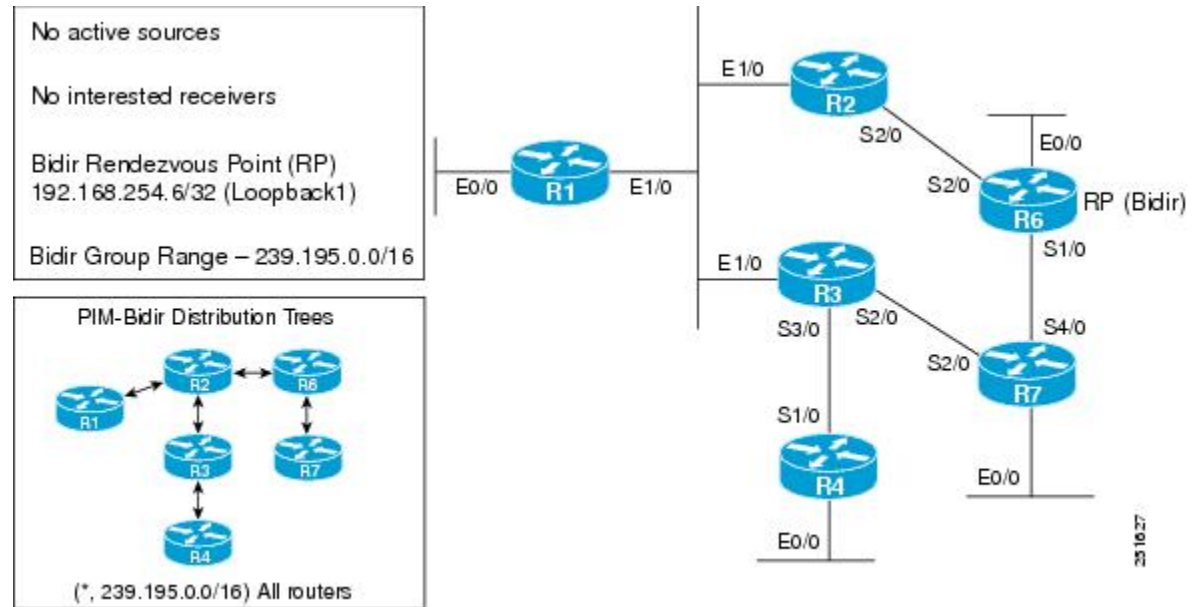 No active sources
No interested receivers
Bidir Rendezvous Point (RP)
192.168.254.6/32 (Loopback1)
Bidir Group Range – 239.195.0.0/16
PIM-Bidir Distribution Trees
R1
R2
R6
R3
R7
R4
(*, 239.195.0.0/16) All routers
E0/0
R1
E1/0
E1/0
R2
S2/0
E0/0
S2/0
R6
RP (Bidir)
S1/0
E1/0
R3
S3/0
S2/0
S4/0
S2/0
R7
S1/0
R4
E0/0
E0/0
251627